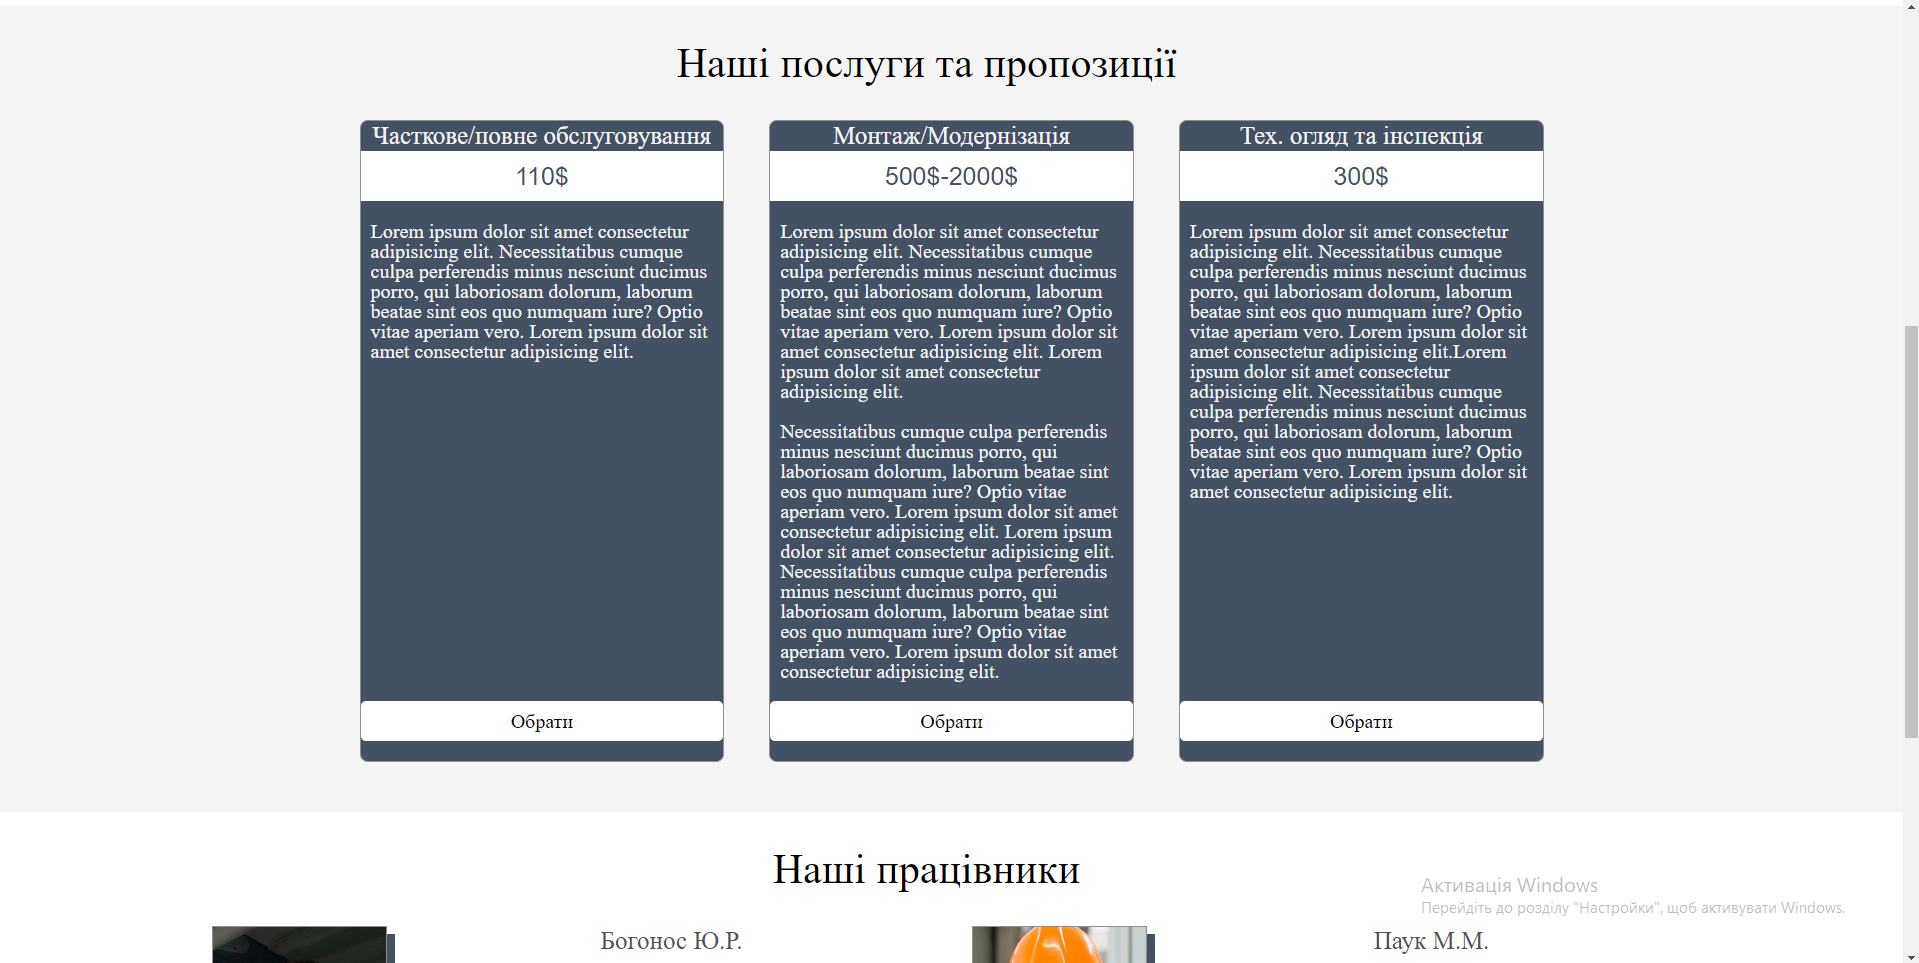 Наші послуги та пропозиції
Часткове/повне обслуговування
110$
Lorem ipsum dolor sit amet consectetur
adipisicing elit. Necessitatibus cumque
culpa perferendis minus nesciunt ducimus
porro, qui laboriosam dolorum, laborum
beatae sint eos quo numquam iure? Optio
vitae aperiam vero. Lorem ipsum dolor sit
amet consectetur adipisicing elit.
Обрати
Монтаж/Модернізація
500$-2000$
Lorem ipsum dolor sit amet consectetur
adipisicing elit. Necessitatibus cumque
culpa perferendis minus nesciunt ducimus
porro, qui laboriosam dolorum, laborum
beatae sint eos quo numquam iure? Optio
vitae aperiam vero. Lorem ipsum dolor sit
amet consectetur adipisicing elit. Lorem
ipsum dolor sit amet consectetur
adipisicing elit.
Necessitatibus cumque culpa perferendis
minus nesciunt ducimus porro, qui
laboriosam dolorum, laborum beatae sint
eos quo numquam iure? Optio vitae
aperiam vero. Lorem ipsum dolor sit amet
consectetur adipisicing elit. Lorem ipsum
dolor sit amet consectetur adipisicing elit.
Necessitatibus cumque culpa perferendis
minus nesciunt ducimus porro, qui
laboriosam dolorum, laborum beatae sint
eos quo numquam iure? Optio vitae
aperiam vero. Lorem ipsum dolor sit amet
consectetur adipisicing elit.
Обрати
Тех. огляд та інспекція
300$
Lorem ipsum dolor sit amet consectetur
adipisicing elit. Necessitatibus cumque
culpa perferendis minus nesciunt ducimus
porro, qui laboriosam dolorum, laborum
beatae sint eos quo numquam iure? Optio
vitae aperiam vero. Lorem ipsum dolor sit
amet consectetur adipisicing elit.Lorem
ipsum dolor sit amet consectetur
adipisicing elit. Necessitatibus cumque
culpa perferendis minus nesciunt ducimus
porro, qui laboriosam dolorum, laborum
beatae sint eos quo numquam iure? Optio
vitae aperiam vero. Lorem ipsum dolor sit
amet consectetur adipisicing elit.
Обрати
Наші працівники
Богонос Ю.Р.
Паук М.М.
Активація Windows
Перейдіть до розділу "Настройки", щоб активувати Windows.